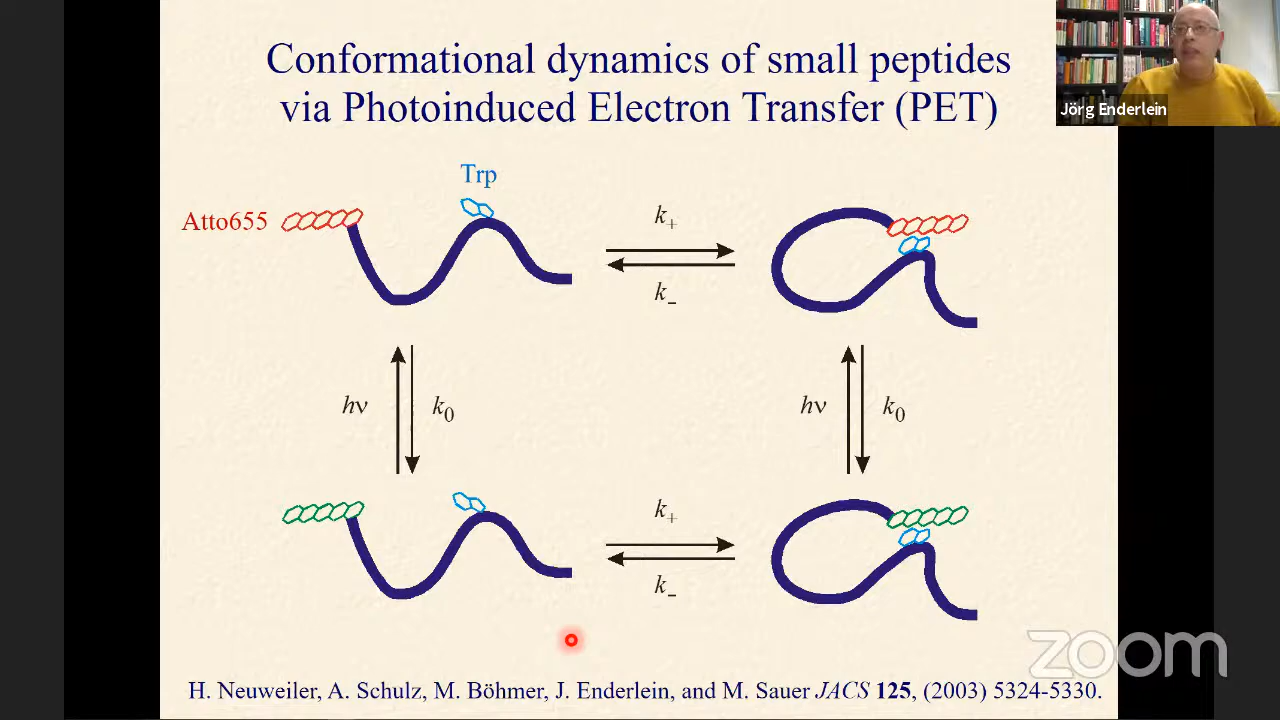 Conformational dynamics of small peptides
via Photoinduced Electron Transfer (PET)
Jörg Enderlein
Trp
Atto655
k₊
k₋
hν
k₀
hν
k₀
k₊
k₋
zoom
H. Neuweiler, A. Schulz, M. Böhmer, J. Enderlein, and M. Sauer JACS 125, (2003) 5324-5330.